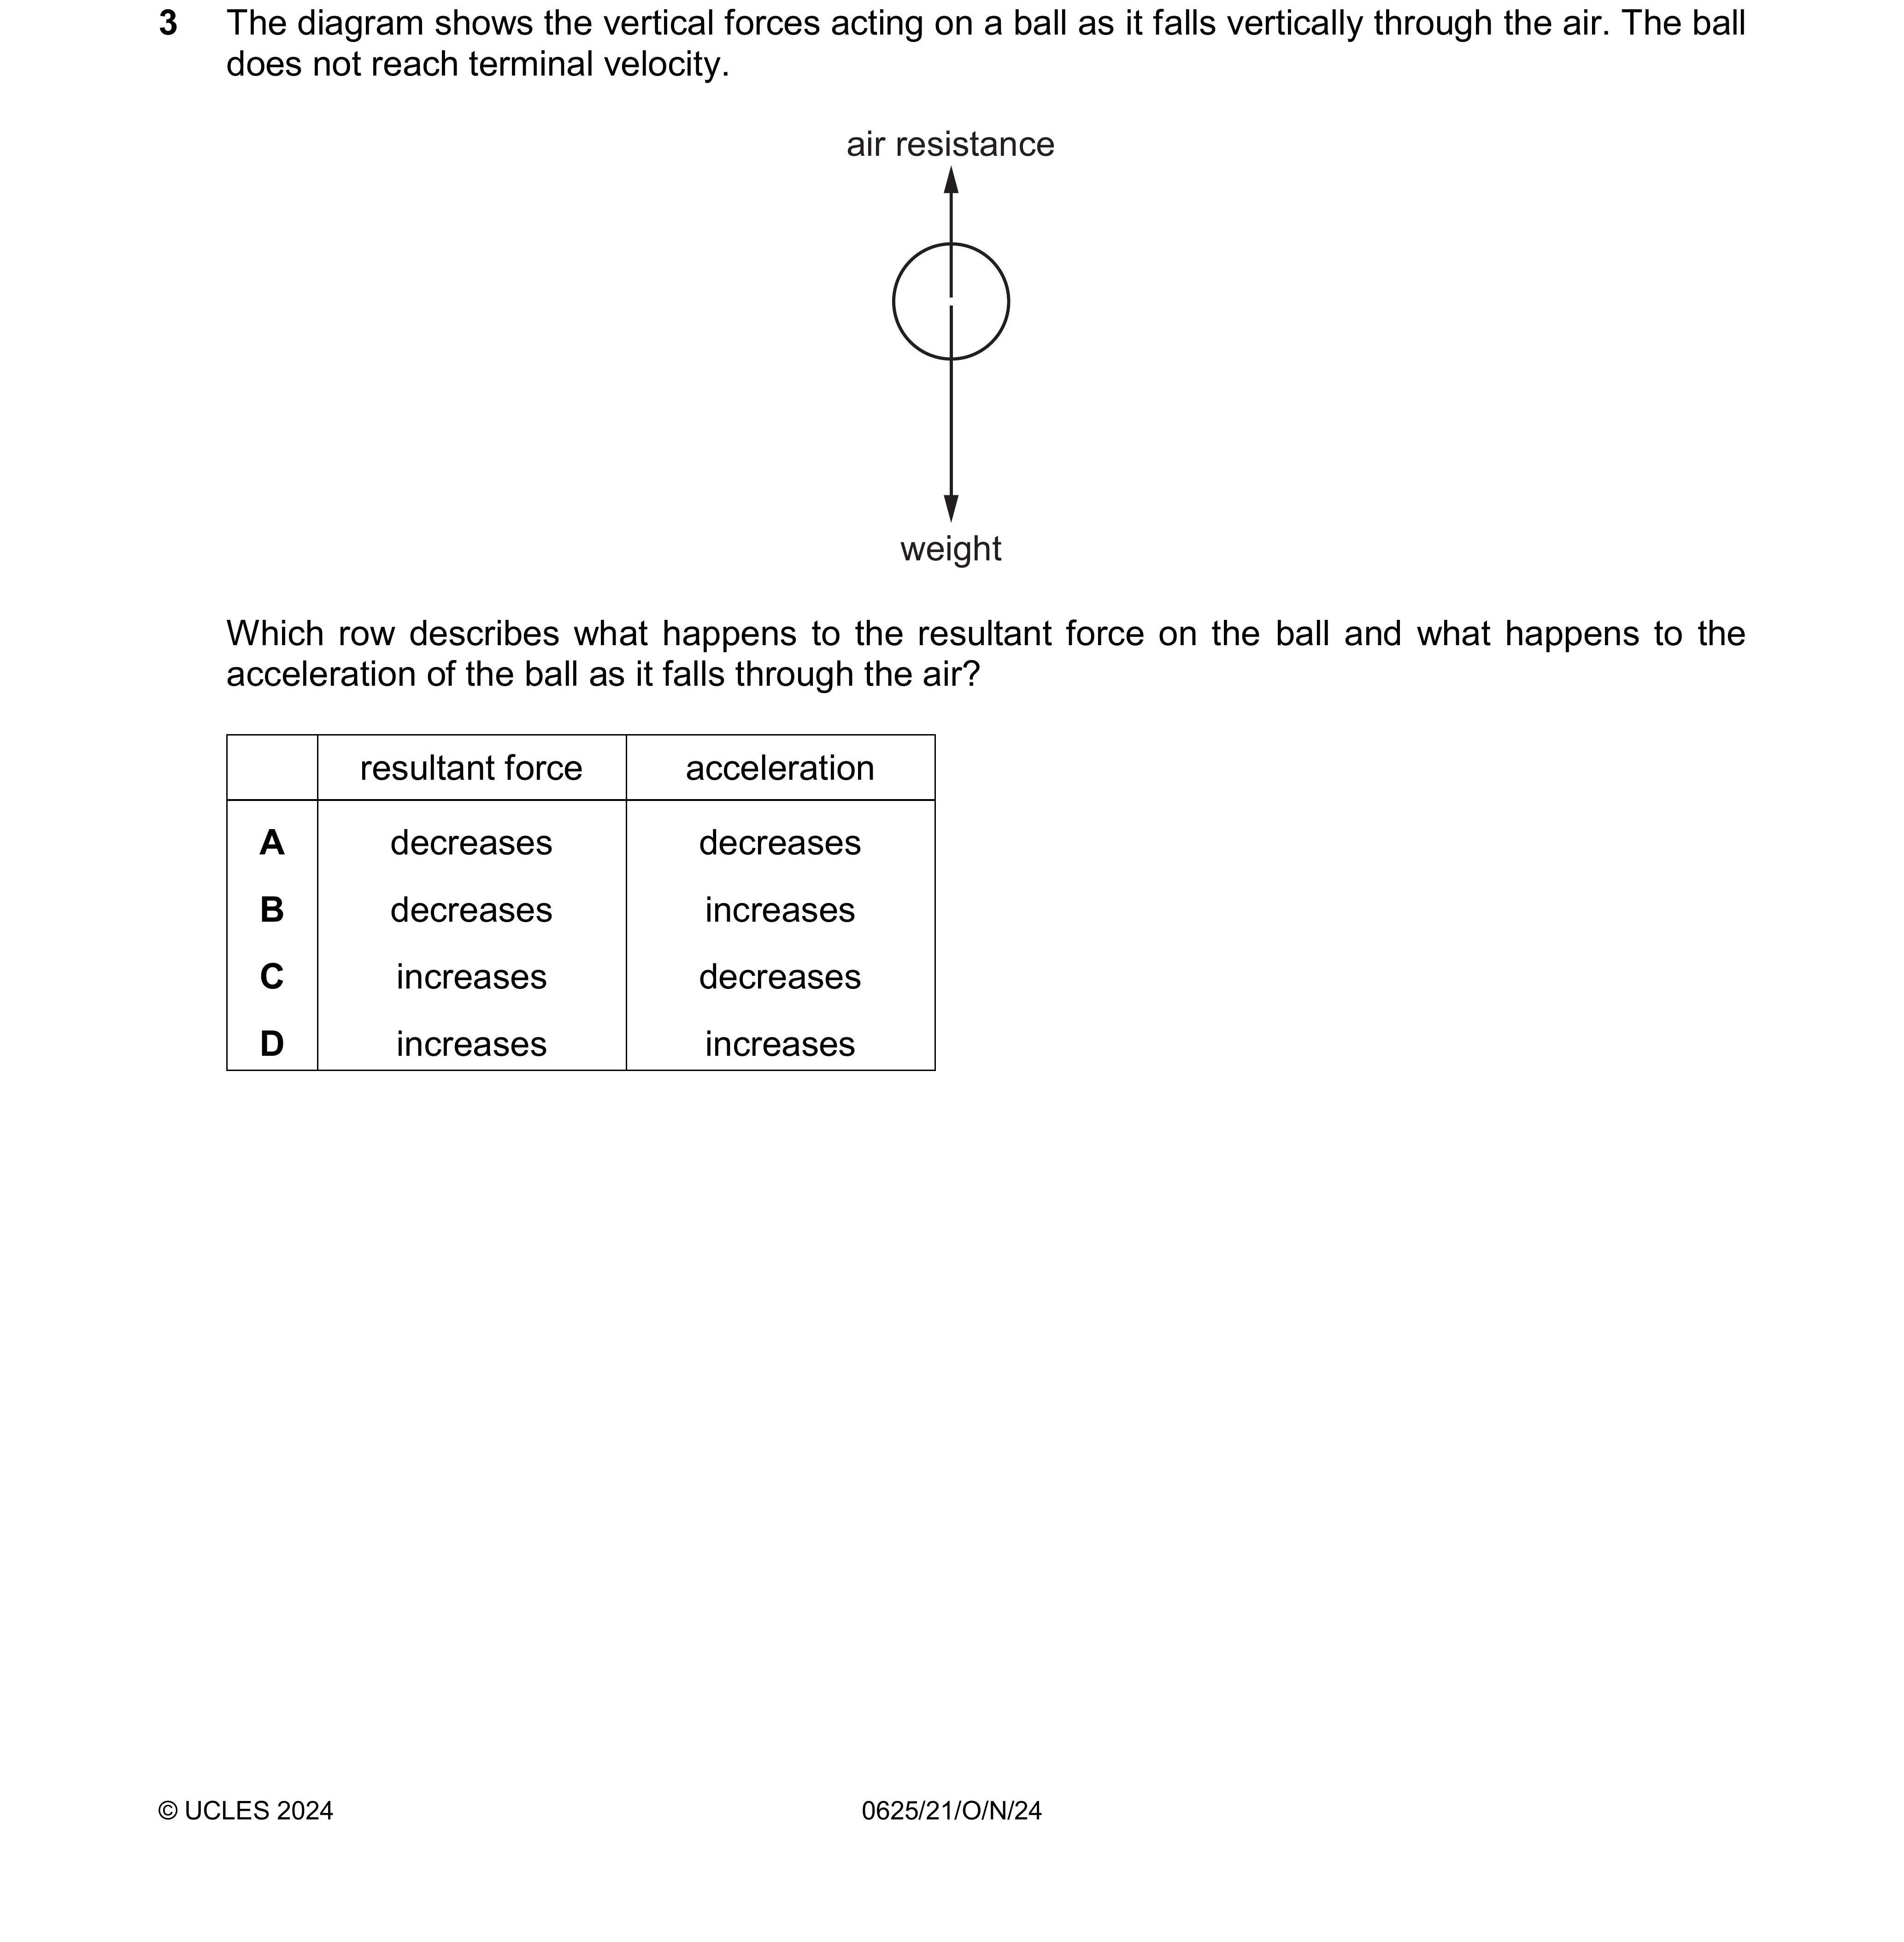 3 The diagram shows the vertical forces acting on a ball as it falls vertically through the air. The ball
does not reach terminal velocity.
air resistance
weight
Which row describes what happens to the resultant force on the ball and what happens to the
acceleration of the ball as it falls through the air?
resultant force acceleration
A decreases decreases
B decreases increases
C increases decreases
D increases increases
© UCLES 2024 0625/21/O/N/24